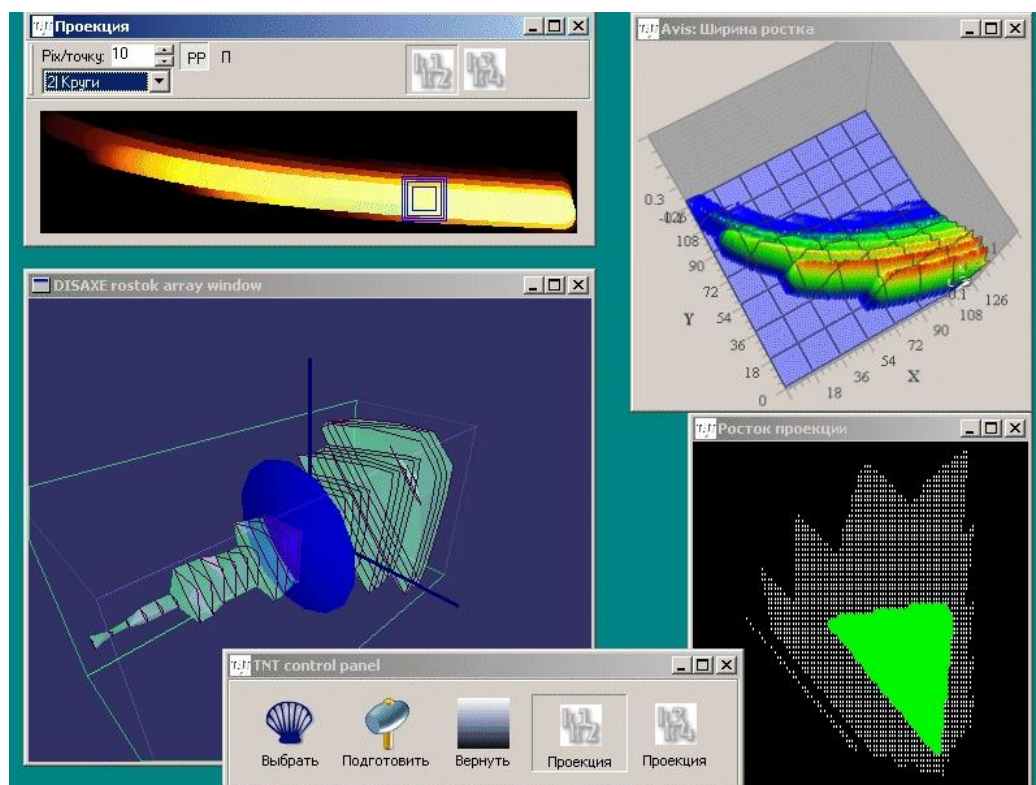 Проекция
Pix/точку: 10
PP
П
2| Круги
Avis: Ширина ростка
0.3
126
108
90
72
54
36
18
0
Y
18
36
54
72
90
108
126
X
0.1
DISAXE rostok array window
Росток проекции
TNT control panel
Выбрать
Подготовить
Вернуть
Проекция
Проекция